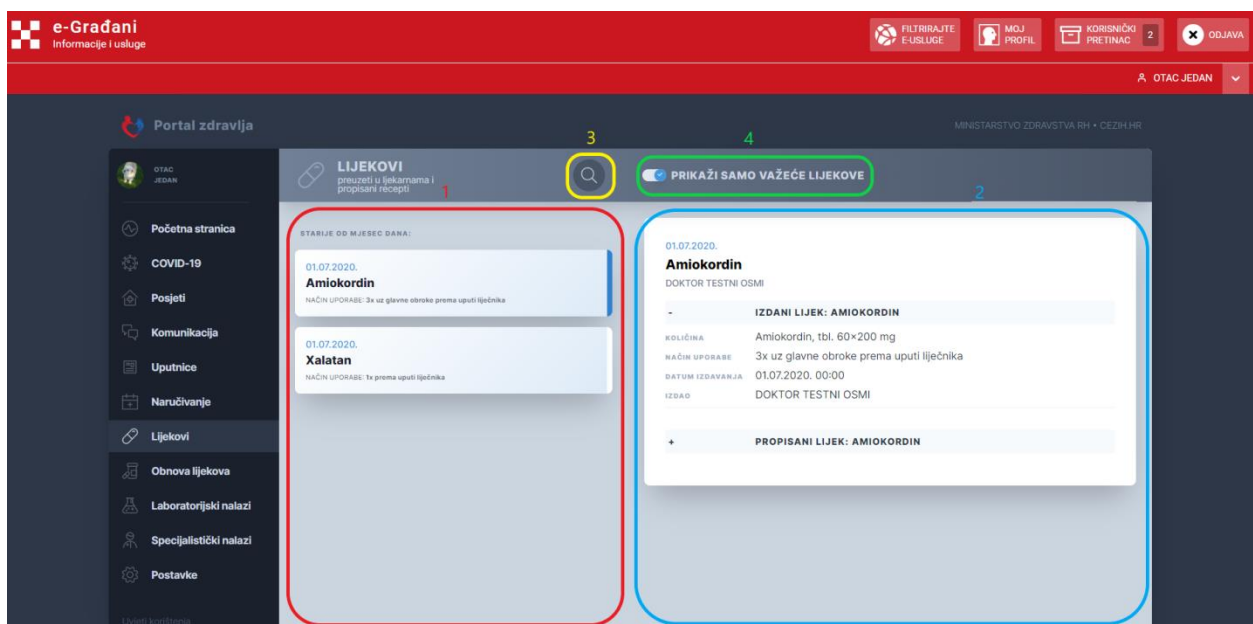 e-Građani
Informacije i usluge
FILTRIRAJTE
E-USLUGE
MOJ
PROFIL
KORISNIČKI
PRETINAC
2
ODJAVA
OTAC JEDAN
Portal zdravlja
MINISTARSTVO ZDRAVSTVA RH • CEZIH.HR
3
4
OTAC
JEDAN
LIJEKOVI
preuzeti u ljekarnama i
propisani recepti
1
PRIKAŽI SAMO VAŽEĆE LIJEKOVE
2
Početna stranica
COVID-19
Posjeti
Komunikacija
Uputnice
Naručivanje
Lijekovi
Obnova lijekova
Laboratorijski nalazi
Specijalistički nalazi
Postavke
Uvjeti korištenja
STARIJE OD MJESEC DANA:
01.07.2020.
Amiokordin
NAČIN UPORABE: 3x uz glavne obroke prema uputi liječnika
01.07.2020.
Xalatan
NAČIN UPORABE: 1x prema uputi liječnika
01.07.2020.
Amiokordin
DOKTOR TESTNI OSMI
- IZDANI LIJEK: AMIOKORDIN
KOLIČINA Amiokordin, tbl. 60×200 mg
NAČIN UPORABE 3x uz glavne obroke prema uputi liječnika
DATUM IZDAVANJA 01.07.2020. 00:00
IZDAO DOKTOR TESTNI OSMI
+ PROPISANI LIJEK: AMIOKORDIN